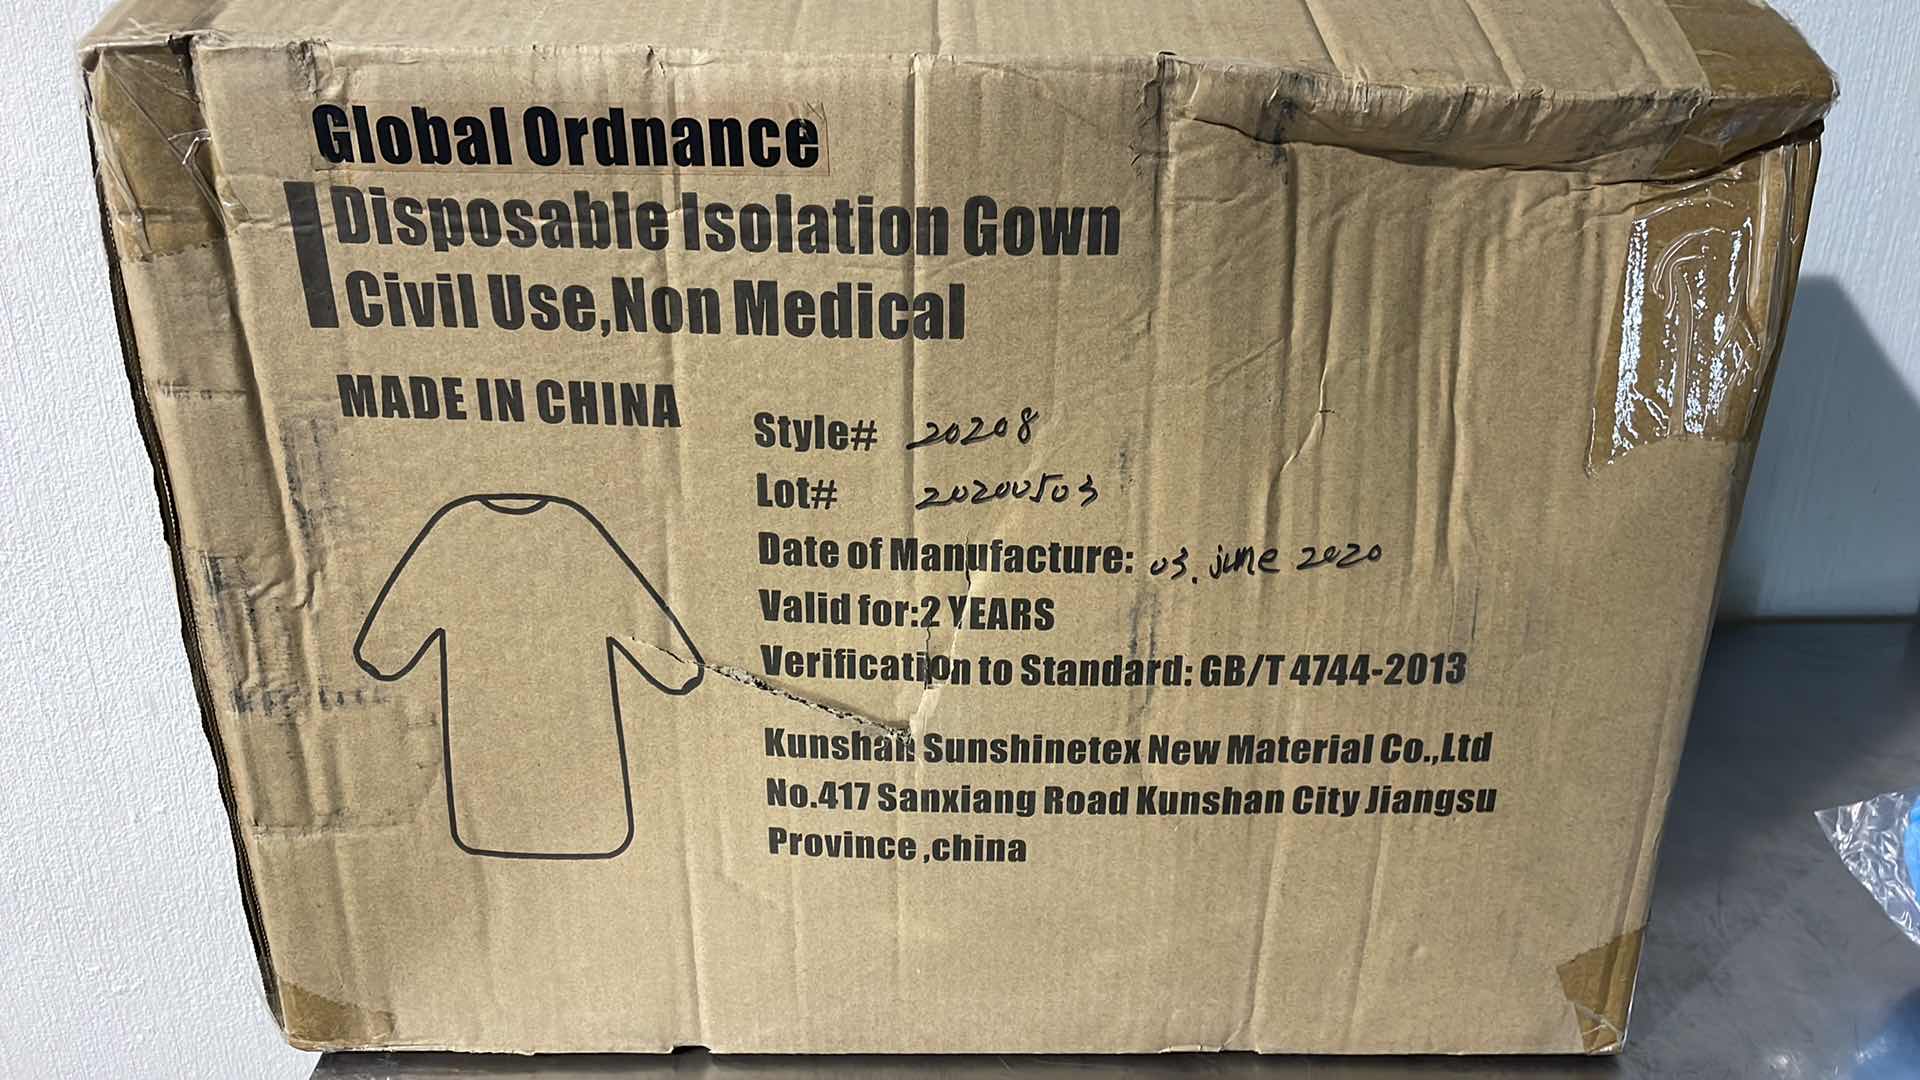 Global Ordnance
Disposable Isolation Gown
Civil Use,Non Medical
MADE IN CHINA
Style# 20208
Lot# 20200503
Date of Manufacture: 03. june 2020
Valid for:2 YEARS
Verification to Standard: GB/T 4744-2013
Kunshan Sunshinetex New Material Co.,Ltd
No.417 Sanxiang Road Kunshan City Jiangsu
Province ,china